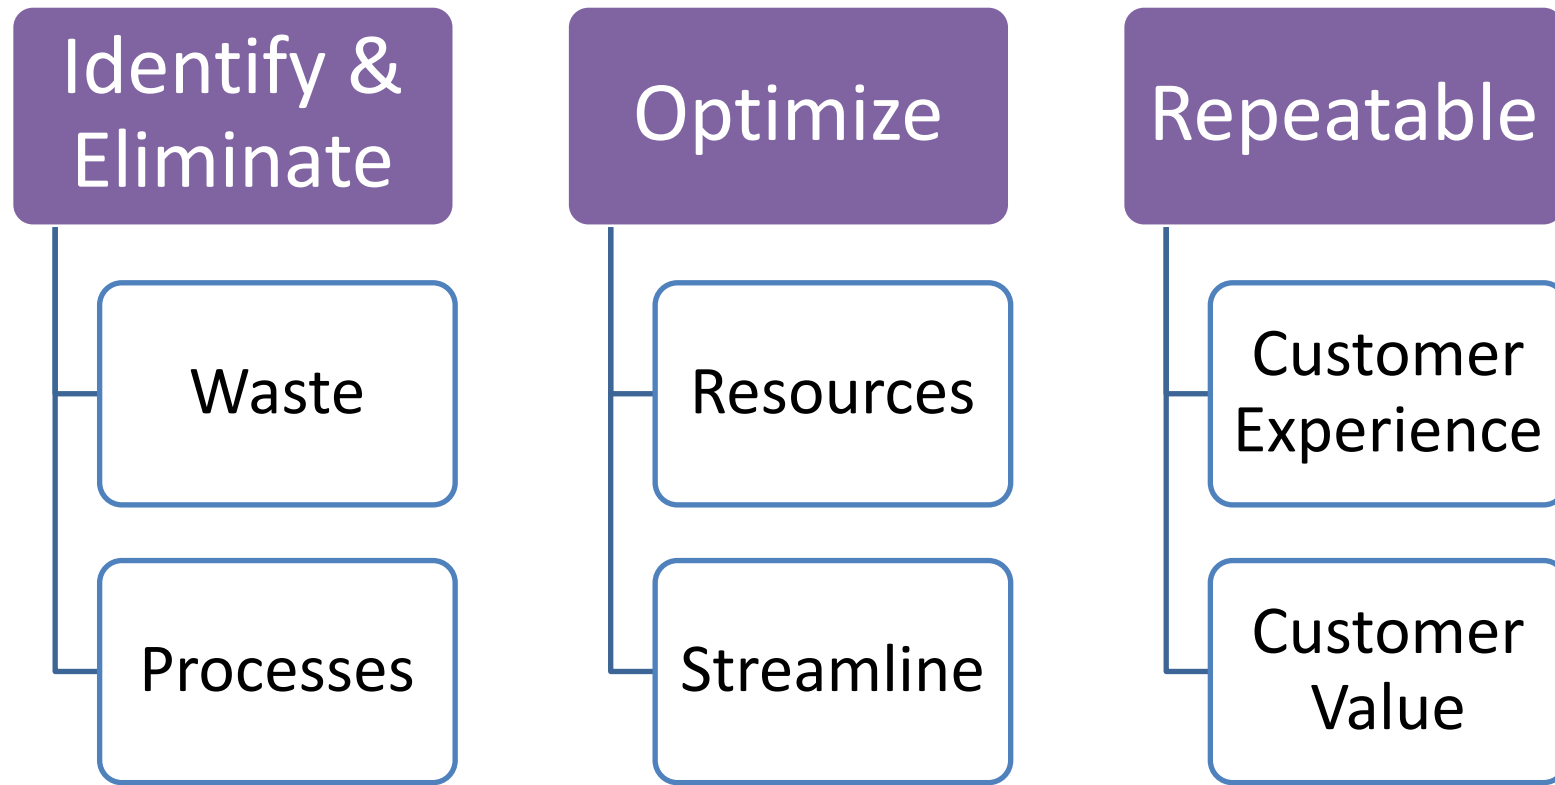 Identify &
Eliminate
Waste
Processes
Optimize
Resources
Streamline
Repeatable
Customer
Experience
Customer
Value